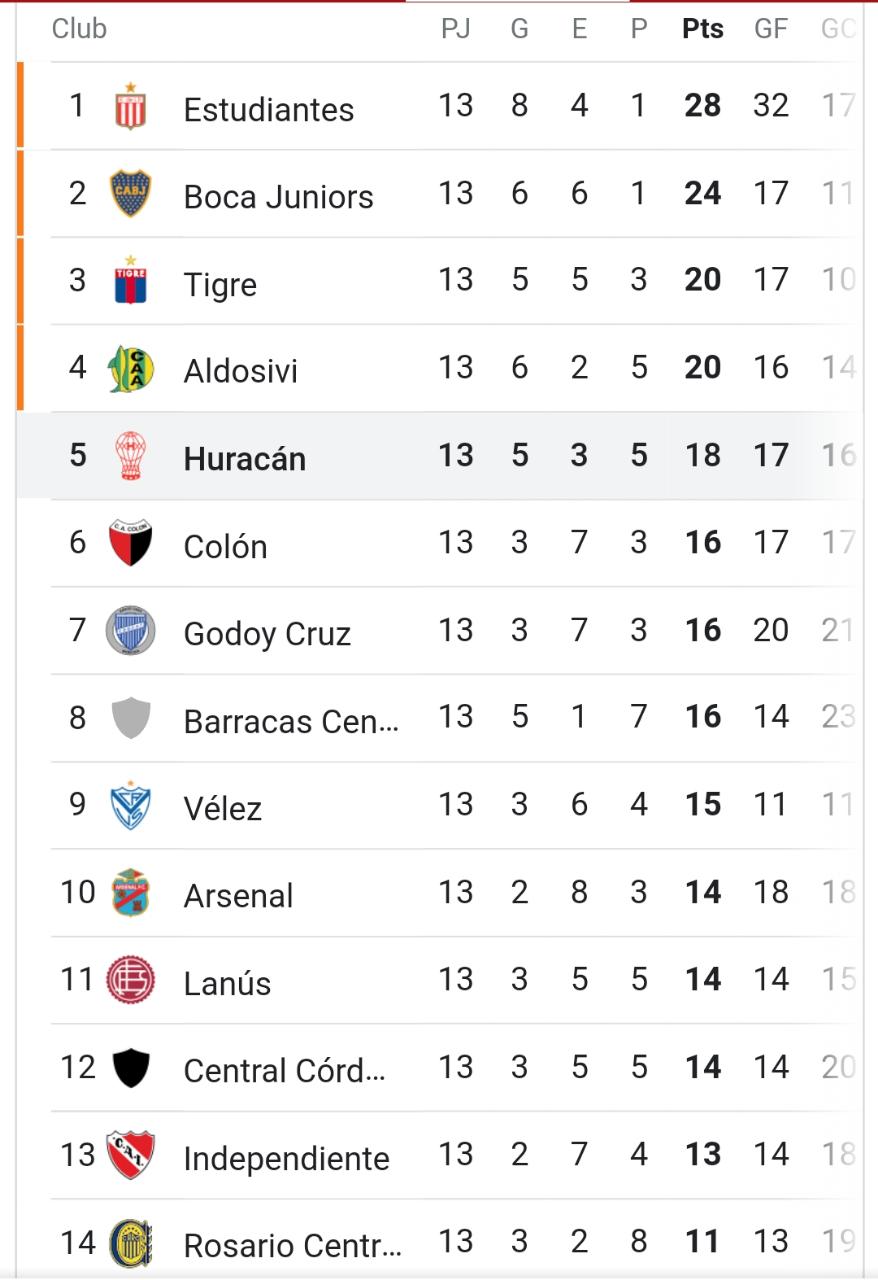 Club PJ G E P Pts GF GC
1 Estudiantes 13 8 4 1 28 32 17
2 CABJ Boca Juniors 13 6 6 1 24 17 11
3 TIGRE Tigre 13 5 5 3 20 17 10
4 CAA Aldosivi 13 6 2 5 20 16 14
5 H Huracán 13 5 3 5 18 17 16
6 C. A. COLON Colón 13 3 7 3 16 17 17
7 Godoy Cruz 13 3 7 3 16 20 21
8 Barracas Cen... 13 5 1 7 16 14 23
9 Vélez 13 3 6 4 15 11 11
10 ARSENAL F.C. Arsenal 13 2 8 3 14 18 18
11 Lanús 13 3 5 5 14 14 15
12 Central Córd... 13 3 5 5 14 14 20
13 C.A.I. Independiente 13 2 7 4 13 14 18
14 Rosario Centr... 13 3 2 8 11 13 19